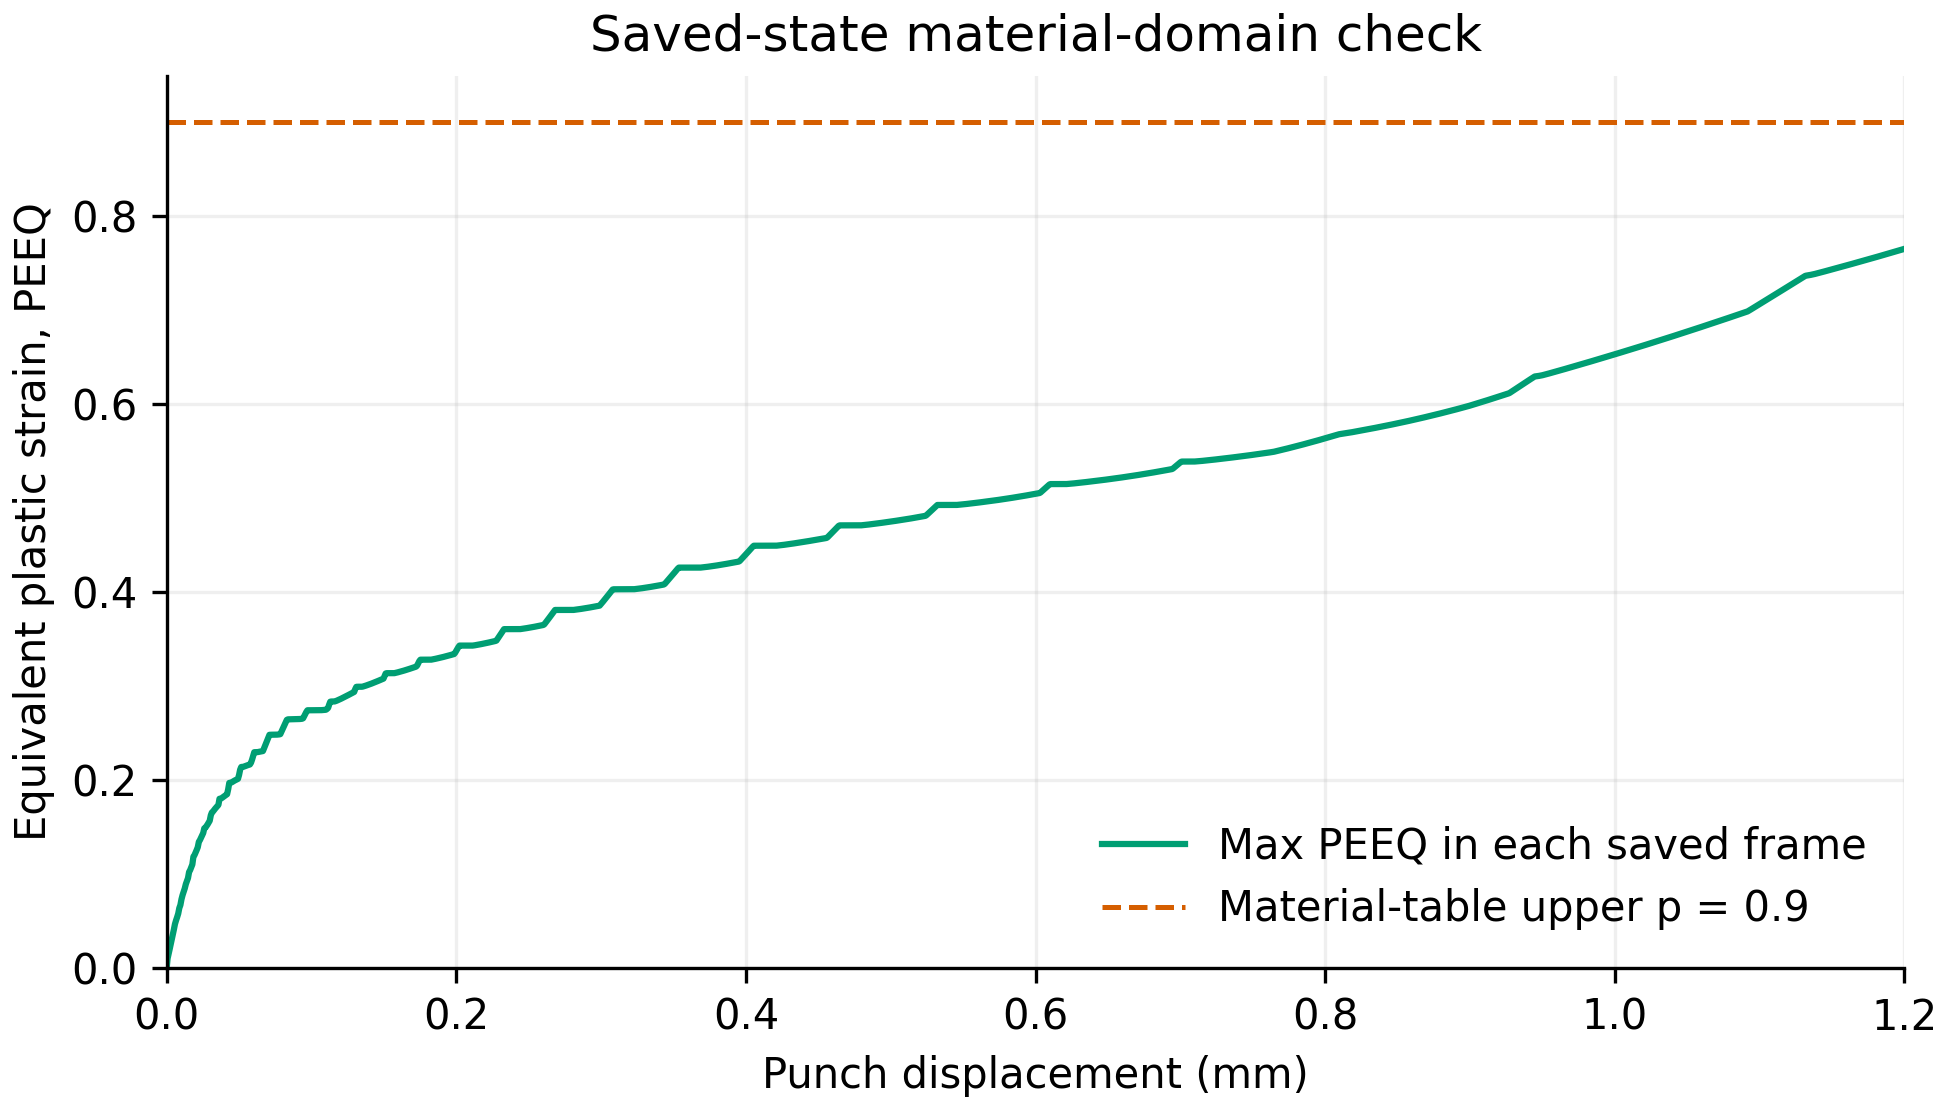 Saved-state material-domain check
Equivalent plastic strain, PEEQ
0.8
0.6
0.4
0.2
0.0
0.0 0.2 0.4 0.6 0.8 1.0 1.2
Punch displacement (mm)
Max PEEQ in each saved frame
Material-table upper p = 0.9